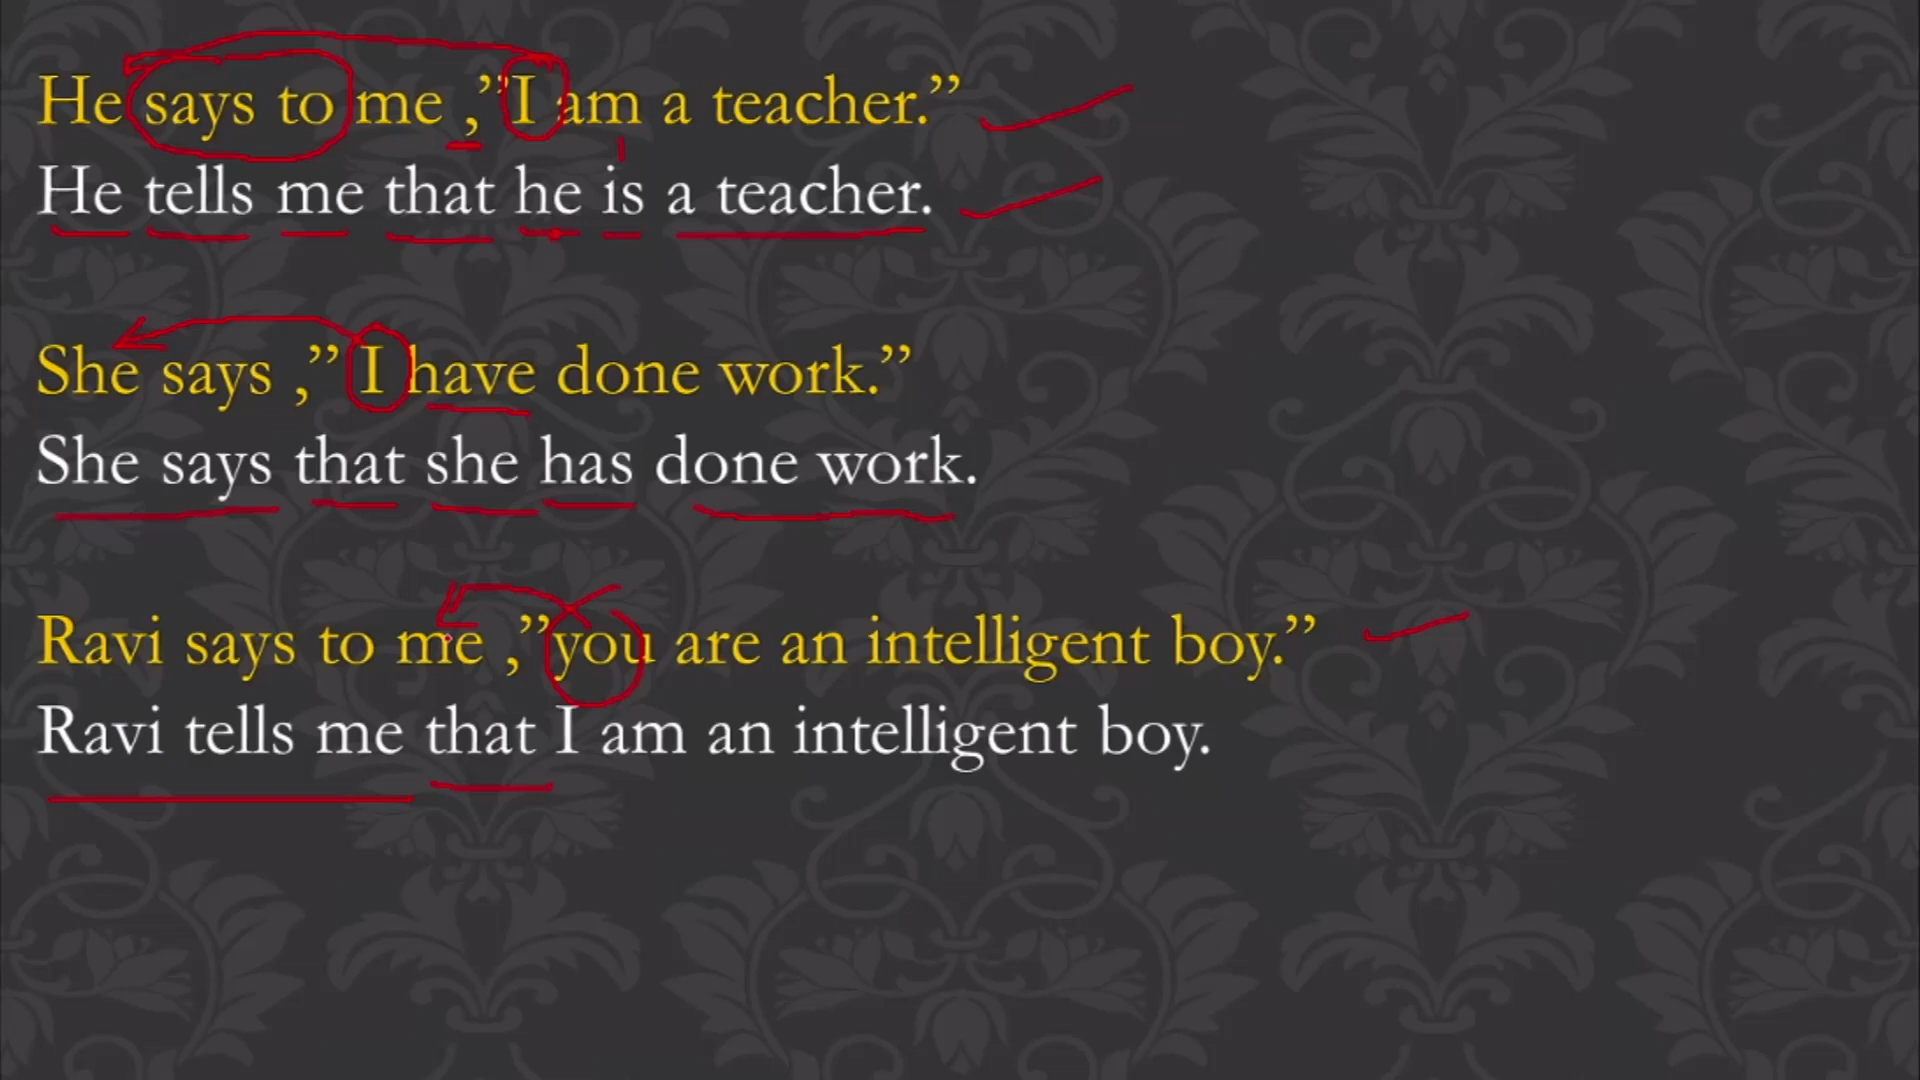 He says to me ,”I am a teacher.”
He tells me that he is a teacher.
She says ,” I have done work.”
She says that she has done work.
Ravi says to me ,”you are an intelligent boy.”
Ravi tells me that I am an intelligent boy.